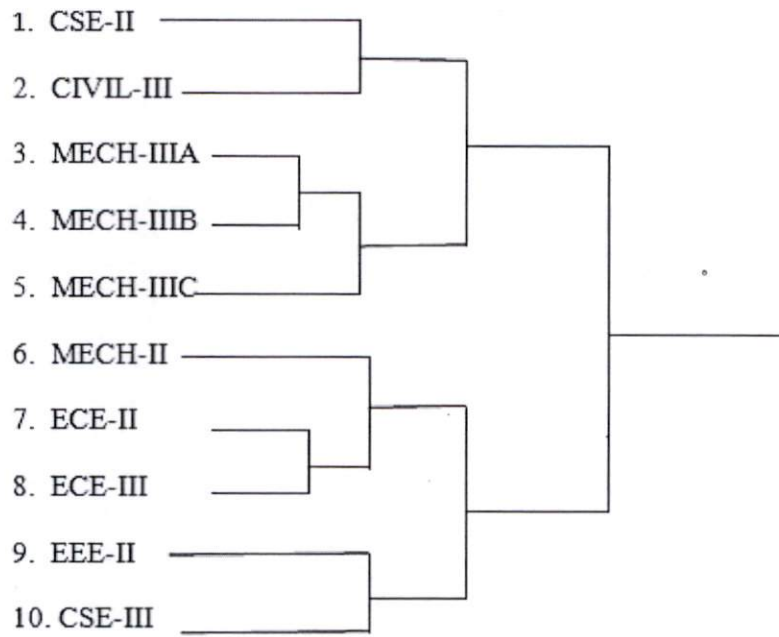 1. CSE-II
2. CIVIL-III
3. MECH-IIIA
4. MECH-IIIB
5. MECH-IIIC
6. MECH-II
7. ECE-II
8. ECE-III
9. EEE-II
10. CSE-III